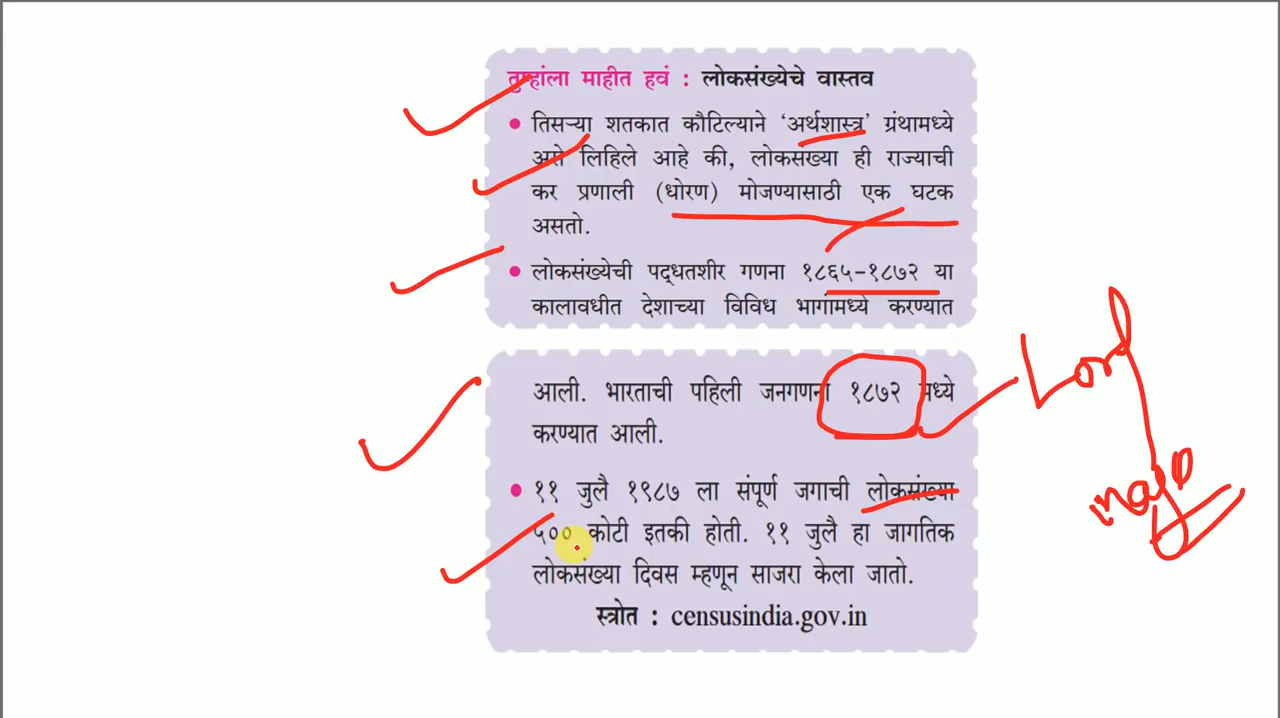 तुम्हांला माहीत हवं : लोकसंख्येचे वास्तव
• तिसऱ्या शतकात कौटिल्याने ‘अर्थशास्त्र’ ग्रंथामध्ये
असे लिहिले आहे की, लोकसंख्या ही राज्याची
कर प्रणाली (धोरण) मोजण्यासाठी एक घटक
असतो.
• लोकसंख्येची पद्धतशीर गणना १८६५-१८७२ या
कालावधीत देशाच्या विविध भागांमध्ये करण्यात
आली. भारताची पहिली जनगणना १८७२ मध्ये
करण्यात आली.
• ११ जुलै १९८७ ला संपूर्ण जगाची लोकसंख्या
५०० कोटी इतकी होती. ११ जुलै हा जागतिक
लोकसंख्या दिवस म्हणून साजरा केला जातो.
स्त्रोत : censusindia.gov.in
Lord
mayo